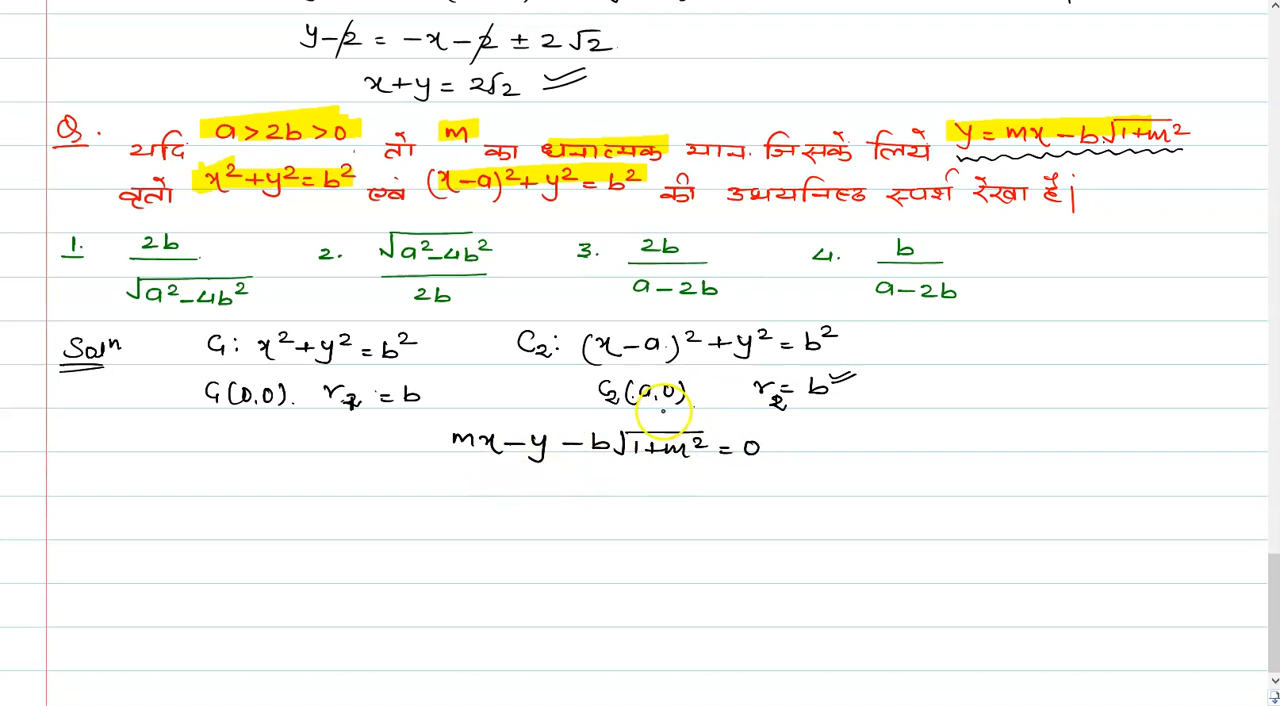 y-2 = -x-2 ± 2√2
x+y = 2√2
Q. यदि a > 2b > 0 तो m का धनात्मक मान जिसके लिये y = mx - b√1+m²
वृतो x²+y² = b² एवं (x-a)²+y² = b² की उभयनिष्ठ स्पर्श रेखा है।
1. 2b/√a²-4b² 2. √a²-4b²/2b 3. 2b/a-2b 4. b/a-2b
Solⁿ C₁: x²+y² = b² C₂: (x-a)²+y² = b²
C₁(0,0). r₁ = b C₂(a,0) r₂ = b
mx-y - b√1+m² = 0